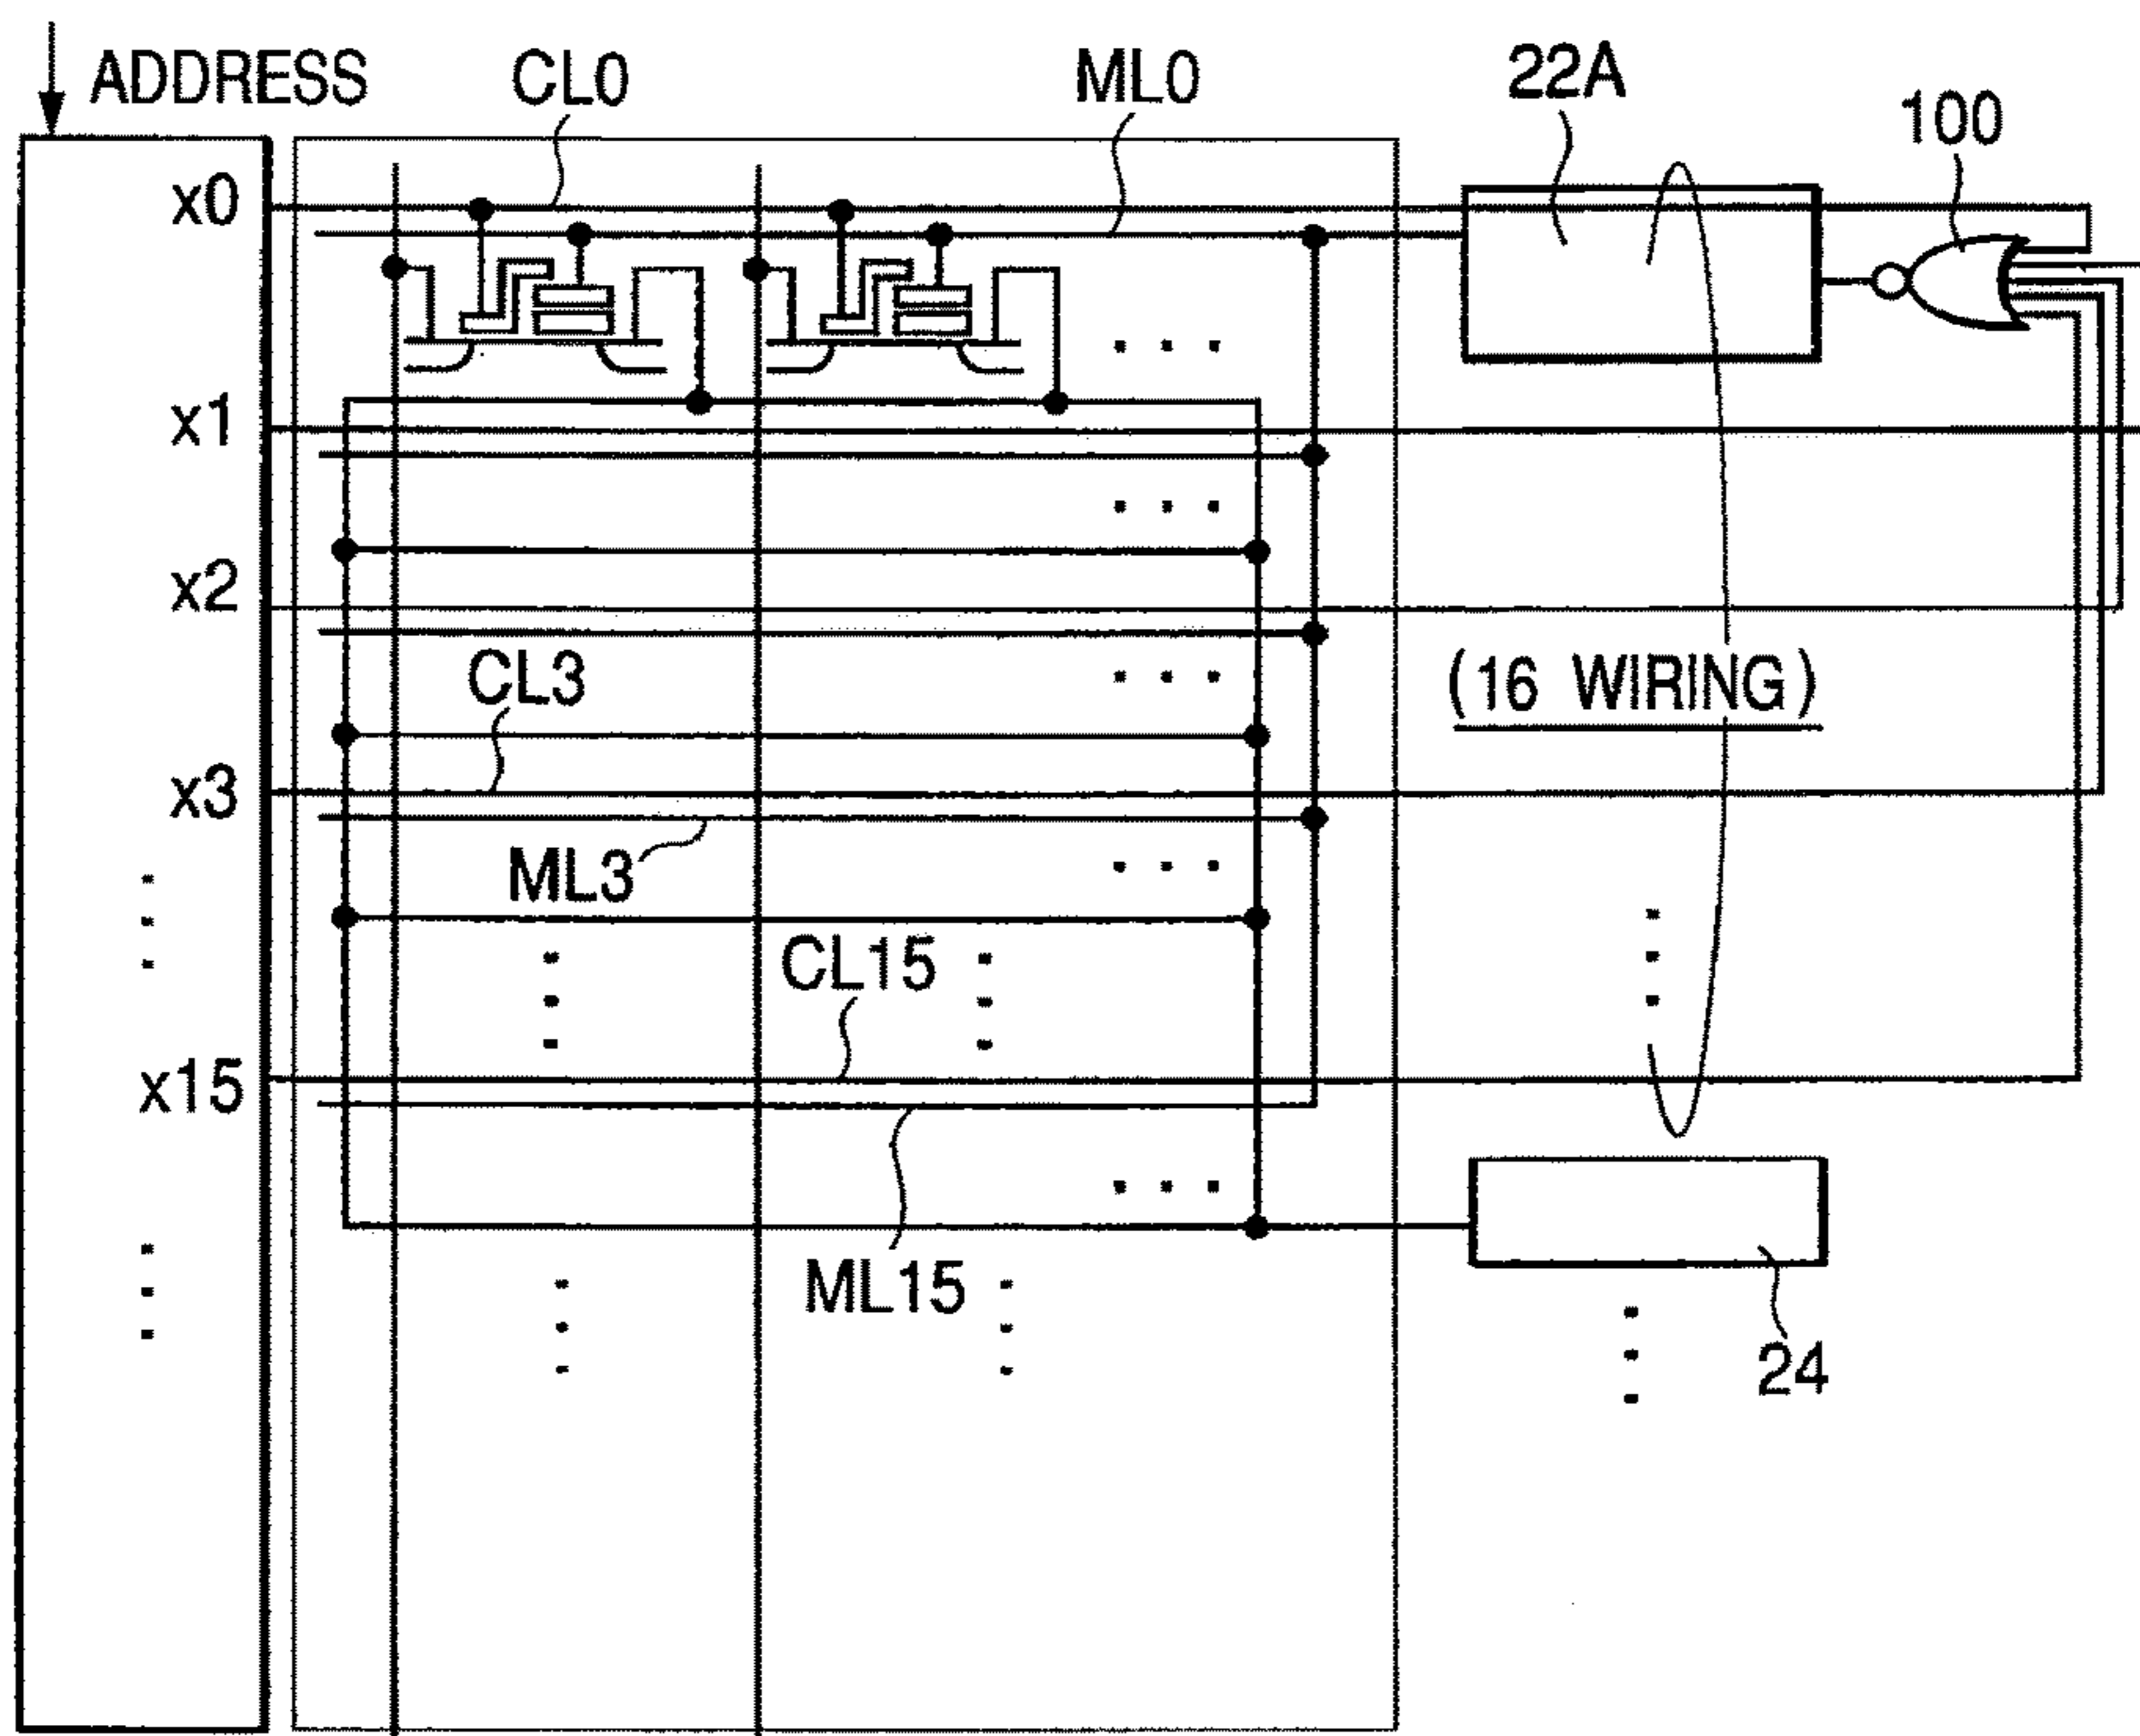 ADDRESS
CL0
ML0
22A
100
x0
x1
x2
CL3
(16 WIRING)
x3
ML3
CL15
x15
ML15
24